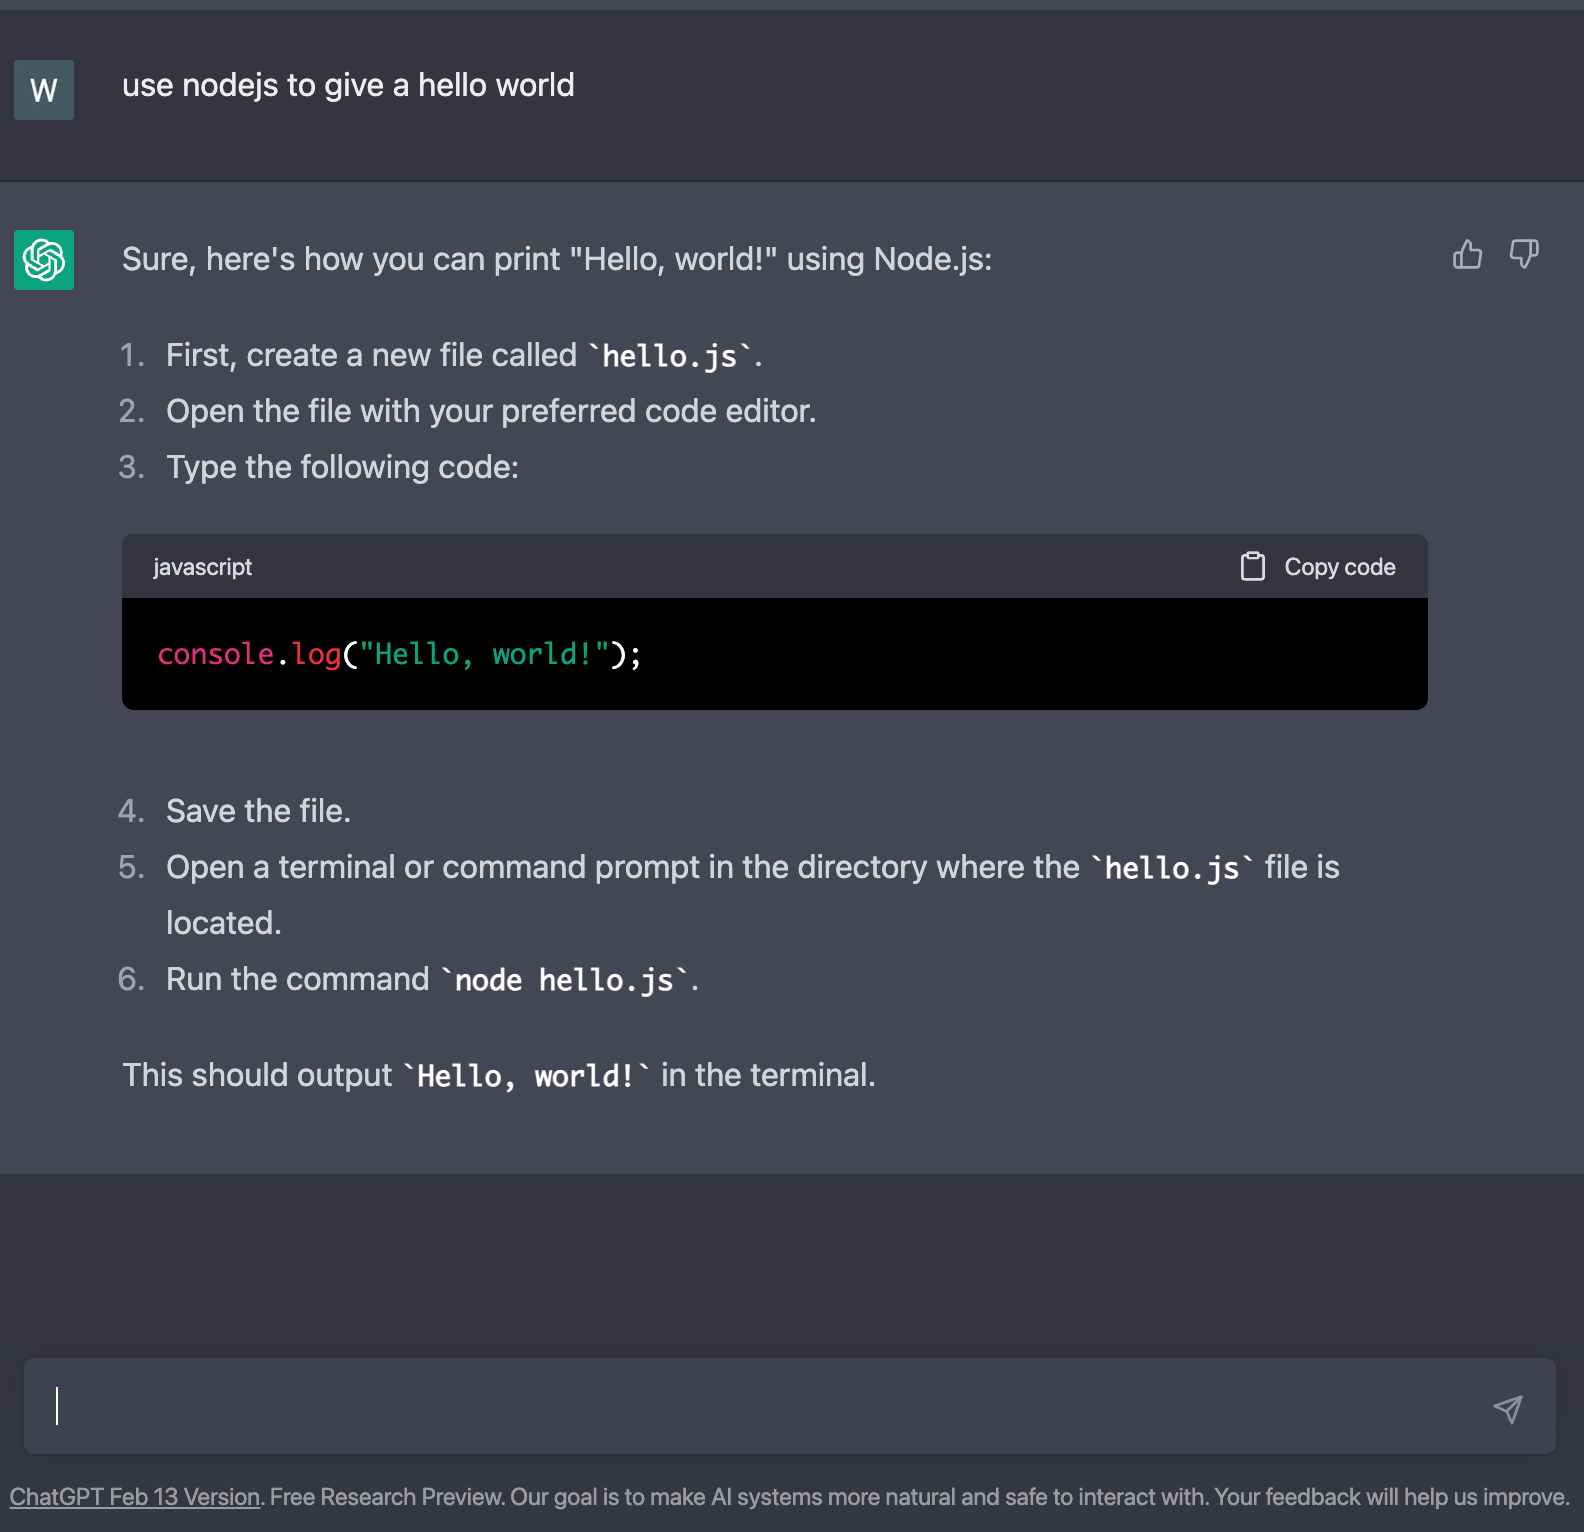 W
use nodejs to give a hello world
Sure, here's how you can print "Hello, world!" using Node.js:
1. First, create a new file called `hello.js`.
2. Open the file with your preferred code editor.
3. Type the following code:
javascript
Copy code
console.log("Hello, world!");
4. Save the file.
5. Open a terminal or command prompt in the directory where the `hello.js` file is
located.
6. Run the command `node hello.js`.
This should output `Hello, world!` in the terminal.
ChatGPT Feb 13 Version. Free Research Preview. Our goal is to make AI systems more natural and safe to interact with. Your feedback will help us improve.